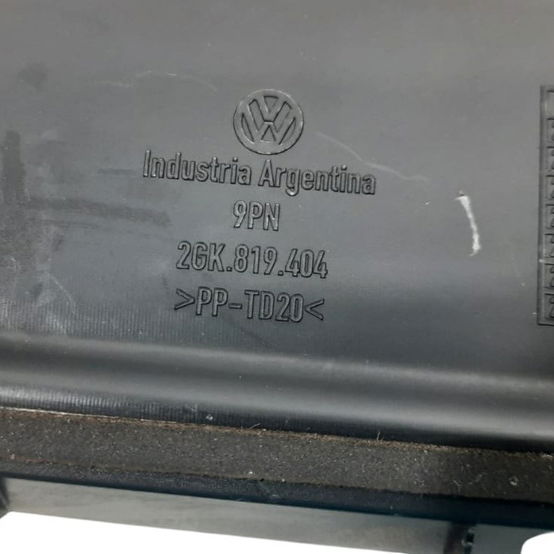 Industria Argentina
9PN
2GK.819.404
>PP-TD20<